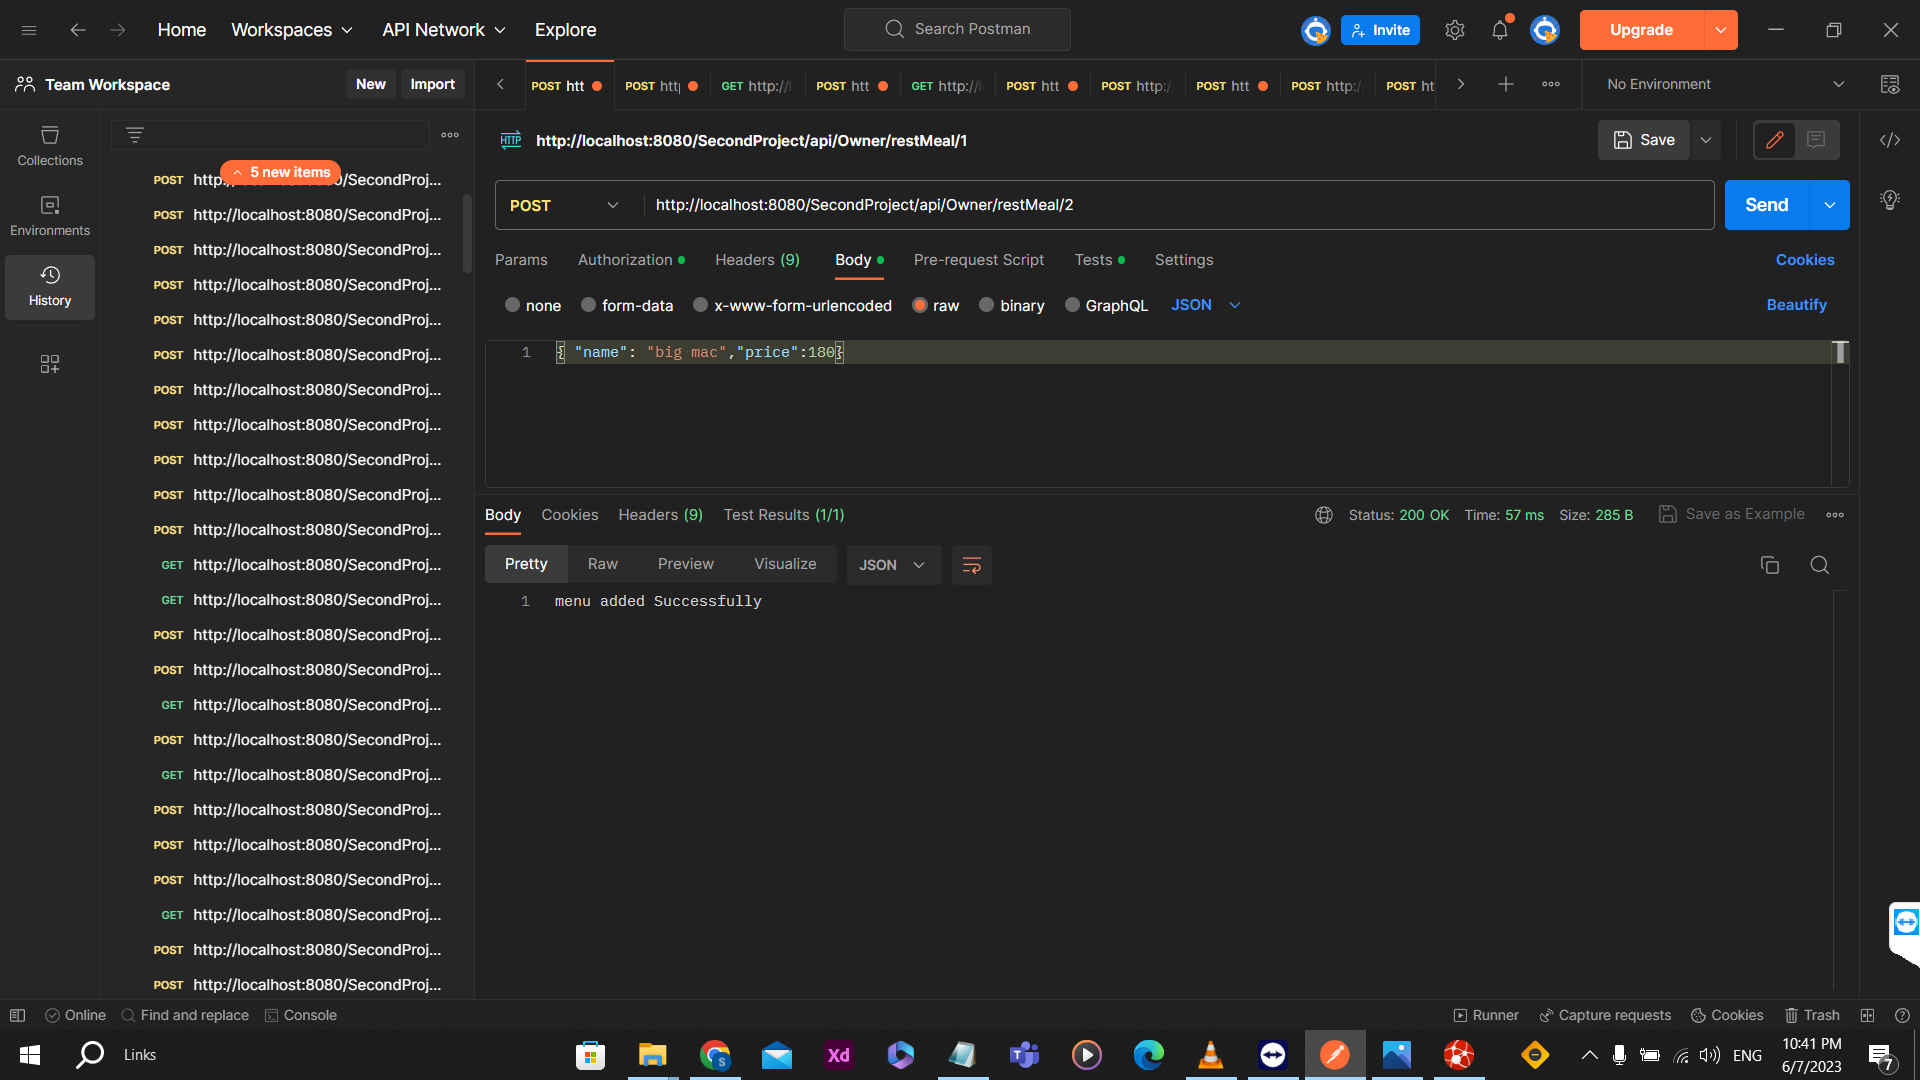 Home Workspaces API Network Explore Search Postman Invite Upgrade
Team Workspace New Import POST htt POST htt GET http:// POST htt GET http:// POST htt POST http:/ POST htt POST http:/ POST ht No Environment
Collections
Environments
History
5 new items
POST http://localhost:8080/SecondProj...
POST http://localhost:8080/SecondProj...
POST http://localhost:8080/SecondProj...
POST http://localhost:8080/SecondProj...
POST http://localhost:8080/SecondProj...
POST http://localhost:8080/SecondProj...
POST http://localhost:8080/SecondProj...
POST http://localhost:8080/SecondProj...
POST http://localhost:8080/SecondProj...
POST http://localhost:8080/SecondProj...
POST http://localhost:8080/SecondProj...
GET http://localhost:8080/SecondProj...
GET http://localhost:8080/SecondProj...
POST http://localhost:8080/SecondProj...
POST http://localhost:8080/SecondProj...
GET http://localhost:8080/SecondProj...
POST http://localhost:8080/SecondProj...
GET http://localhost:8080/SecondProj...
POST http://localhost:8080/SecondProj...
POST http://localhost:8080/SecondProj...
POST http://localhost:8080/SecondProj...
GET http://localhost:8080/SecondProj...
POST http://localhost:8080/SecondProj...
POST http://localhost:8080/SecondProj...
HTTP http://localhost:8080/SecondProject/api/Owner/restMeal/1 Save
POST http://localhost:8080/SecondProject/api/Owner/restMeal/2 Send
Params Authorization Headers (9) Body Pre-request Script Tests Settings Cookies
none form-data x-www-form-urlencoded raw binary GraphQL JSON Beautify
1 { "name": "big mac","price":180}
Body Cookies Headers (9) Test Results (1/1) Status: 200 OK Time: 57 ms Size: 285 B Save as Example
Pretty Raw Preview Visualize JSON
1 menu added Successfully
Online Find and replace Console Runner Capture requests Cookies Trash
Links Xd ENG 10:41 PM
6/7/2023 7